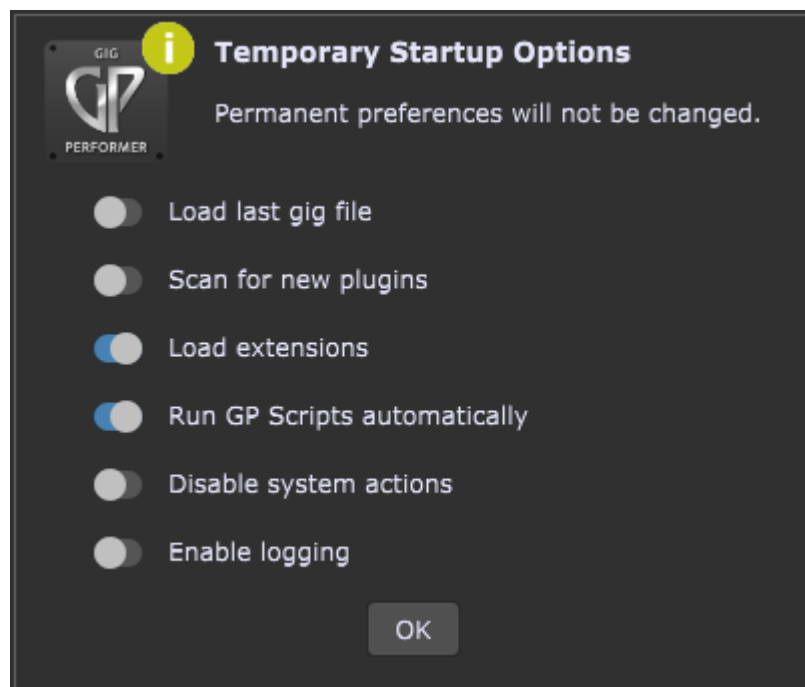 GIG
GP
PERFORMER
i
Temporary Startup Options
Permanent preferences will not be changed.
Load last gig file
Scan for new plugins
Load extensions
Run GP Scripts automatically
Disable system actions
Enable logging
OK